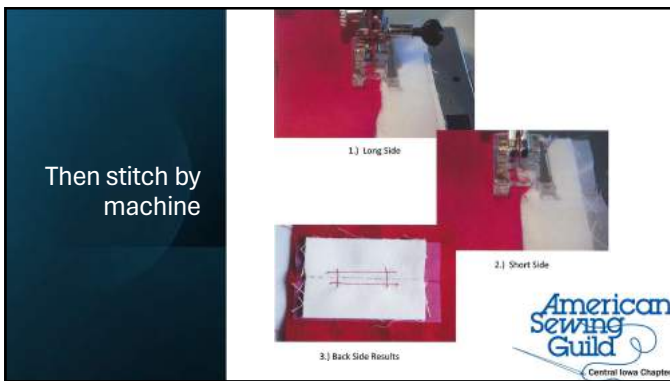 Then stitch by
machine
1.) Long Side
2.) Short Side
3.) Back Side Results
American
Sewing
Guild
Central Iowa Chapter